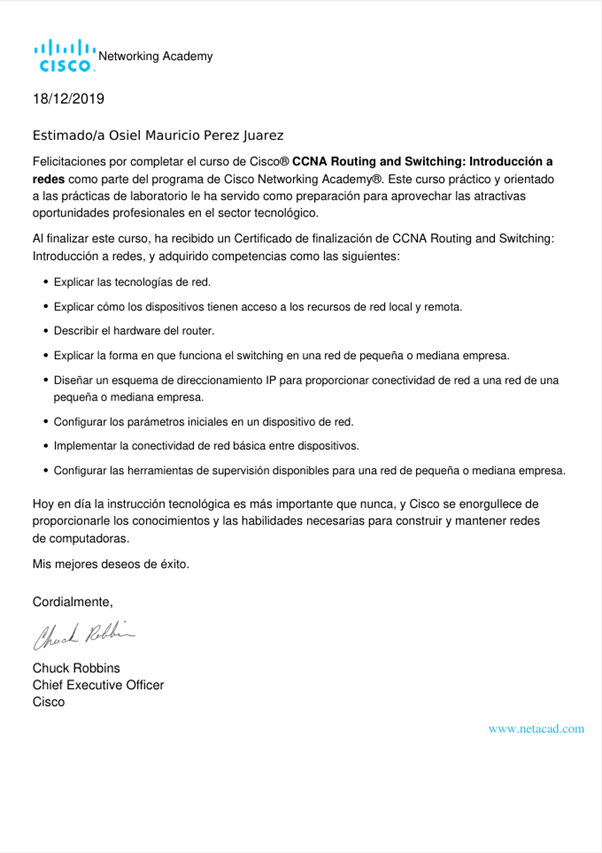 CISCO Networking Academy
18/12/2019
Estimado/a Osiel Mauricio Perez Juarez
Felicitaciones por completar el curso de Cisco® CCNA Routing and Switching: Introducción a
redes como parte del programa de Cisco Networking Academy®. Este curso práctico y orientado
a las prácticas de laboratorio le ha servido como preparación para aprovechar las atractivas
oportunidades profesionales en el sector tecnológico.
Al finalizar este curso, ha recibido un Certificado de finalización de CCNA Routing and Switching:
Introducción a redes, y adquirido competencias como las siguientes:
• Explicar las tecnologías de red.
• Explicar cómo los dispositivos tienen acceso a los recursos de red local y remota.
• Describir el hardware del router.
• Explicar la forma en que funciona el switching en una red de pequeña o mediana empresa.
• Diseñar un esquema de direccionamiento IP para proporcionar conectividad de red a una red de una
pequeña o mediana empresa.
• Configurar los parámetros iniciales en un dispositivo de red.
• Implementar la conectividad de red básica entre dispositivos.
• Configurar las herramientas de supervisión disponibles para una red de pequeña o mediana empresa.
Hoy en día la instrucción tecnológica es más importante que nunca, y Cisco se enorgullece de
proporcionarle los conocimientos y las habilidades necesarias para construir y mantener redes
de computadoras.
Mis mejores deseos de éxito.
Cordialmente,
Chuck Robbins
Chuck Robbins
Chief Executive Officer
Cisco
www.netacad.com